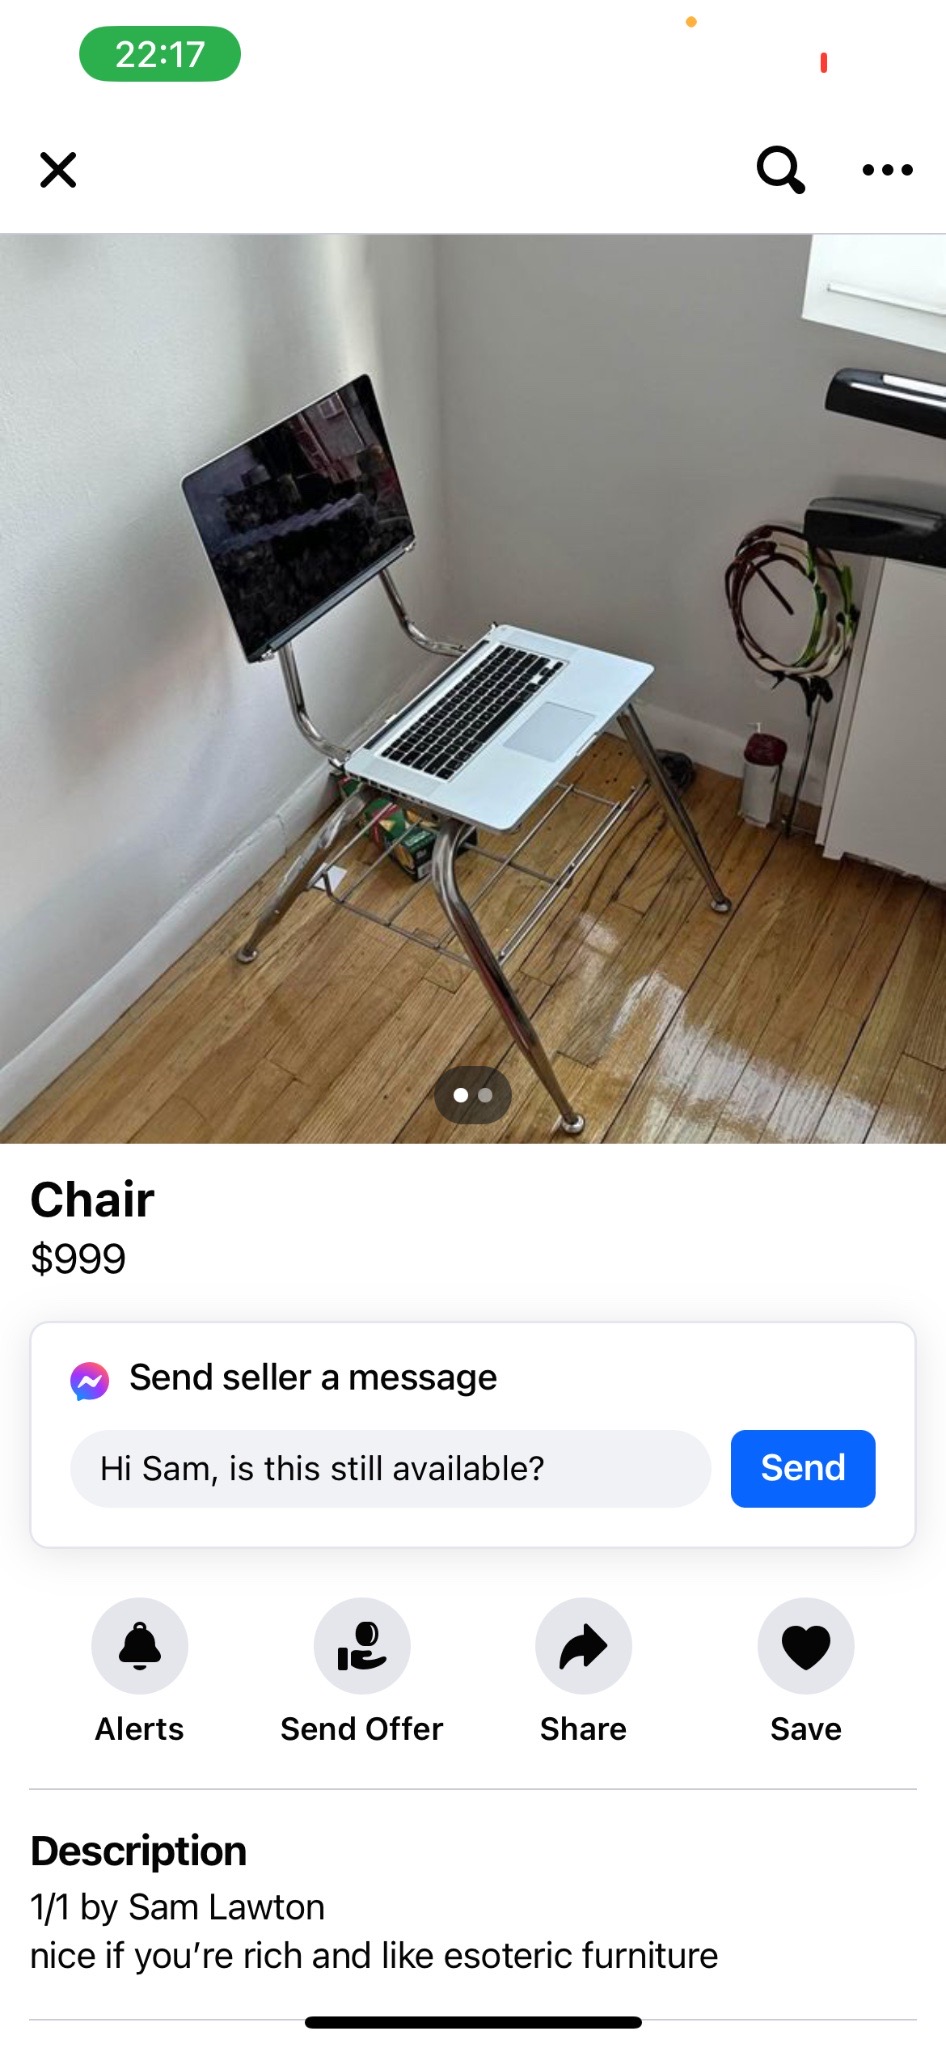 22:17
Chair
$999
Send seller a message
Hi Sam, is this still available?
Send
Alerts
Send Offer
Share
Save
Description
1/1 by Sam Lawton
nice if you’re rich and like esoteric furniture